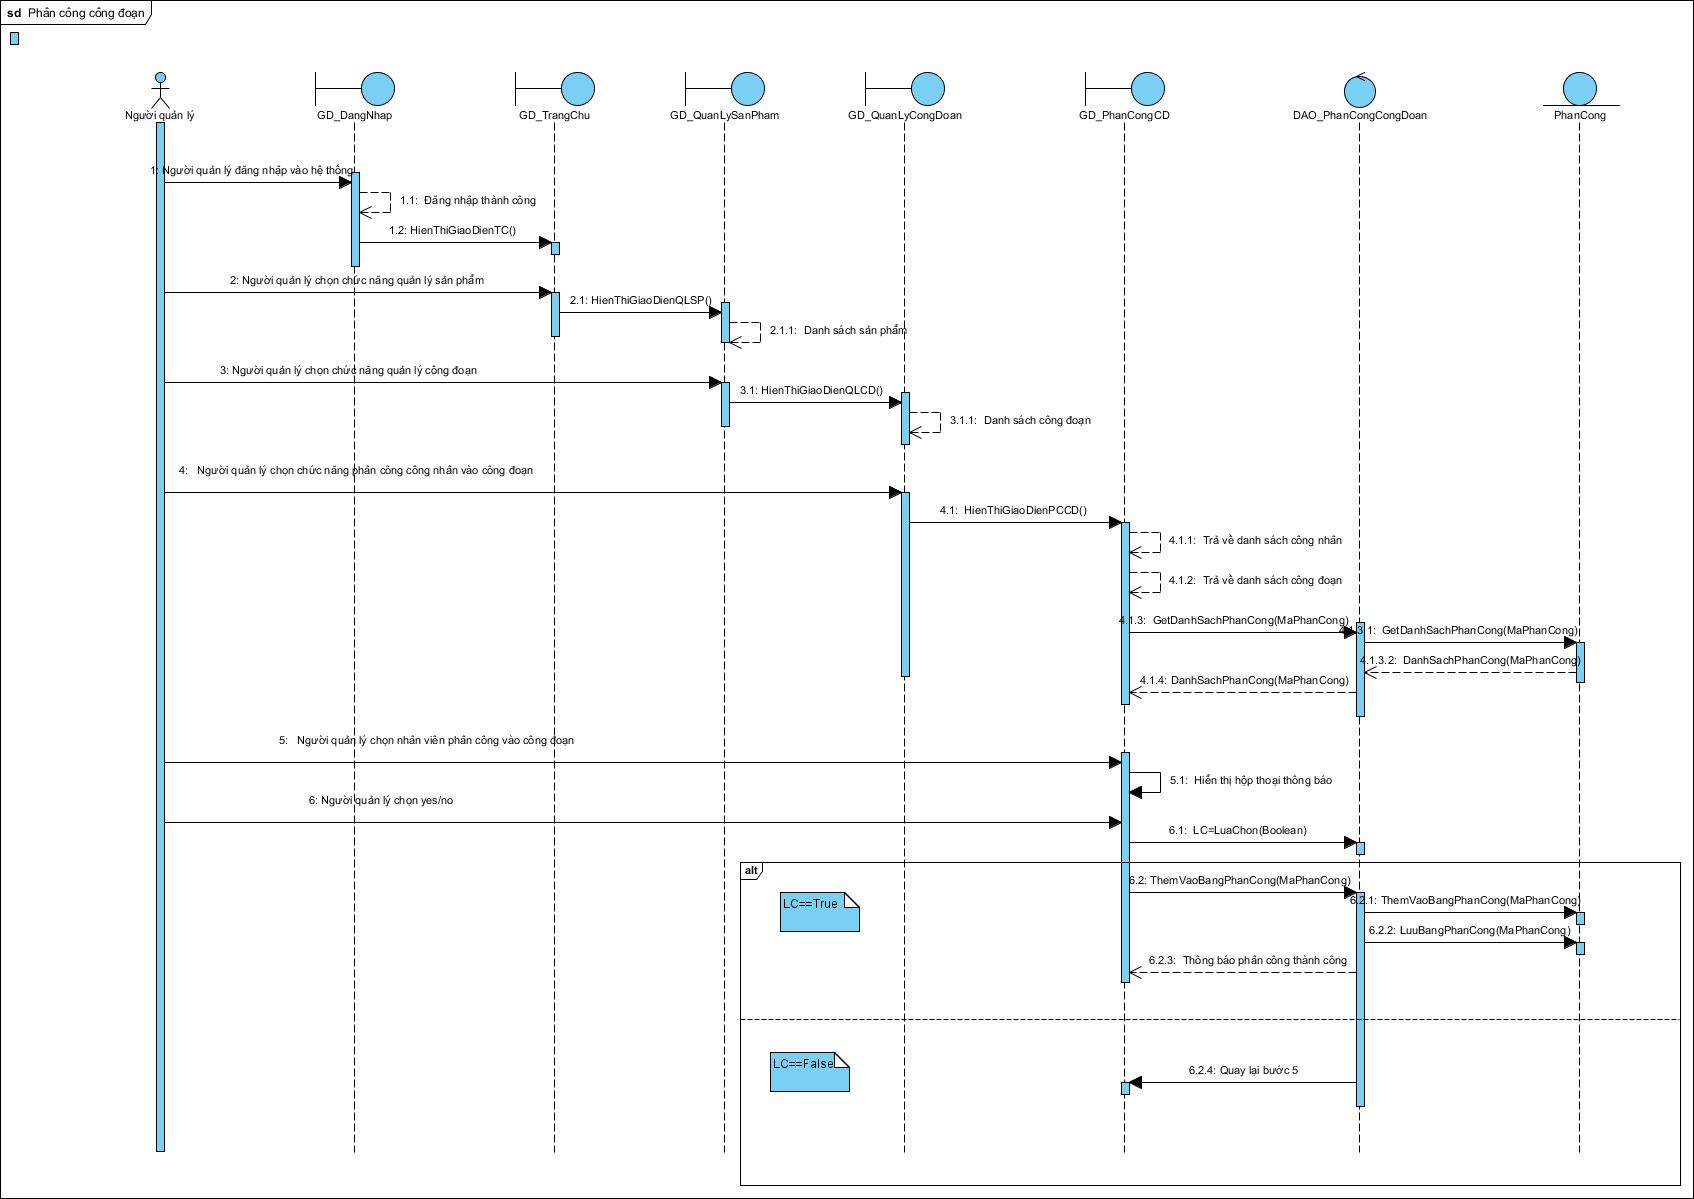 sd Phân công công đoạn
Người quản lý
GD_DangNhap
GD_TrangChu
GD_QuanLySanPham
GD_QuanLyCongDoan
GD_PhanCongCD
DAO_PhanCongCongDoan
PhanCong
1: Người quản lý đăng nhập vào hệ thống
1.1: Đăng nhập thành công
1.2: HienThiGiaoDienTC()
2: Người quản lý chọn chức năng quản lý sản phẩm
2.1: HienThiGiaoDienQLSP()
2.1.1: Danh sách sản phẩm
3: Người quản lý chọn chức năng quản lý công đoạn
3.1: HienThiGiaoDienQLCD()
3.1.1: Danh sách công đoạn
4: Người quản lý chọn chức năng phân công công nhân vào công đoạn
4.1: HienThiGiaoDienPCCD()
4.1.1: Trả về danh sách công nhân
4.1.2: Trả về danh sách công đoạn
4.1.3: GetDanhSachPhanCong(MaPhanCong)
4.1.3.1: GetDanhSachPhanCong(MaPhanCong)
4.1.3.2: DanhSachPhanCong(MaPhanCong)
4.1.4: DanhSachPhanCong(MaPhanCong)
5: Người quản lý chọn nhân viên phân công vào công đoạn
5.1: Hiển thị hộp thoại thông báo
6: Người quản lý chọn yes/no
6.1: LC=LuaChon(Boolean)
alt
6.2: ThemVaoBangPhanCong(MaPhanCong)
LC==True
6.2.1: ThemVaoBangPhanCong(MaPhanCong)
6.2.2: LuuBangPhanCong(MaPhanCong)
6.2.3: Thông báo phân công thành công
LC==False
6.2.4: Quay lại bước 5